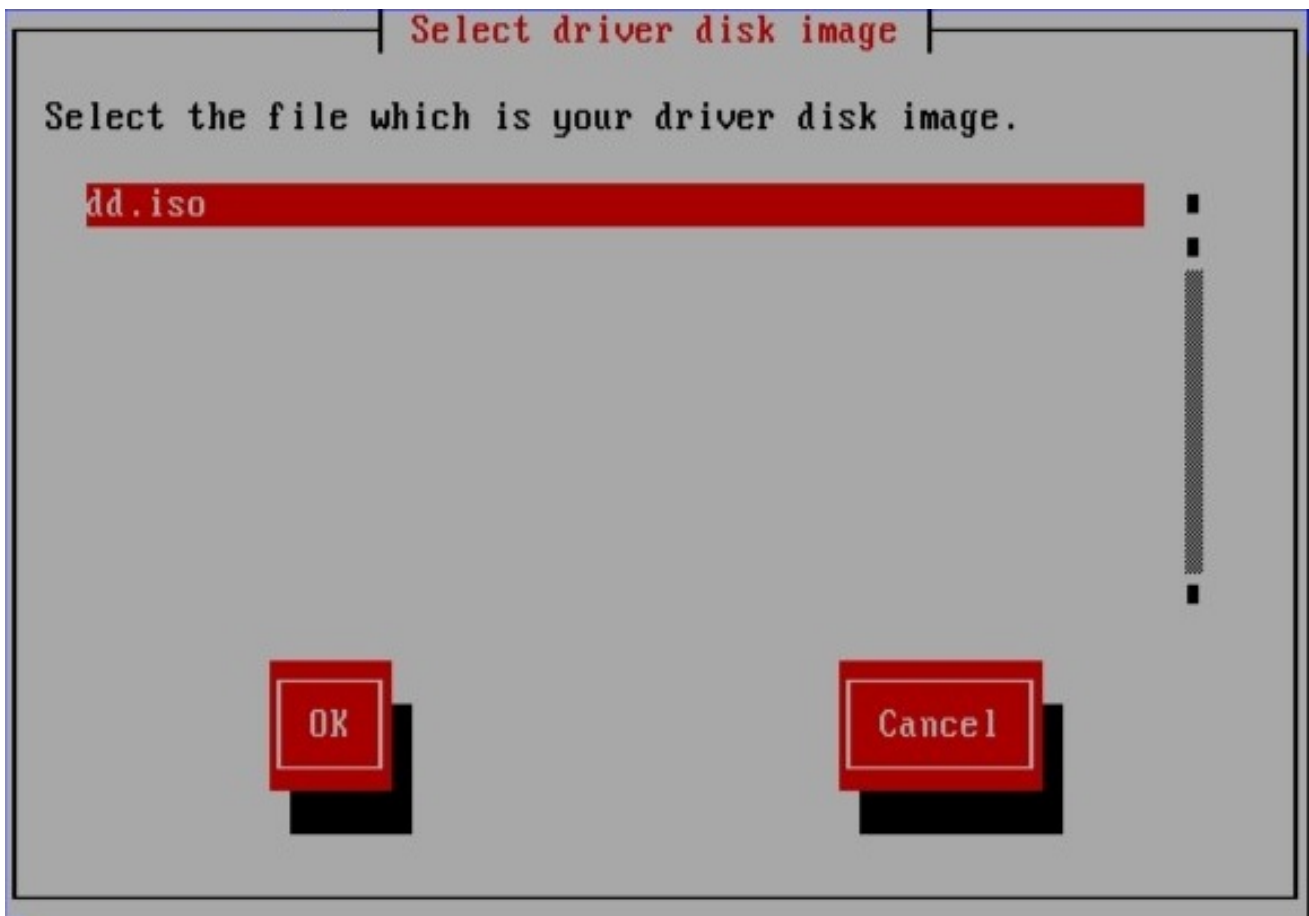 Select driver disk image
Select the file which is your driver disk image.
dd.iso
OK
Cancel